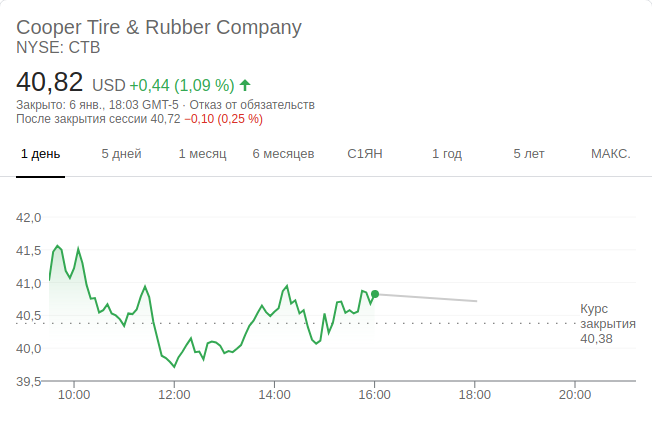 Cooper Tire & Rubber Company
NYSE: CTB
40,82 USD +0,44 (1,09 %)
Закрыто: 6 янв., 18:03 GMT-5 · Отказ от обязательств
После закрытия сессии 40,72 −0,10 (0,25 %)
1 день 5 дней 1 месяц 6 месяцев С1ЯН 1 год 5 лет МАКС.
42,0
41,5
41,0
40,5
40,0
39,5
Курс
закрытия
40,38
10:00 12:00 14:00 16:00 18:00 20:00